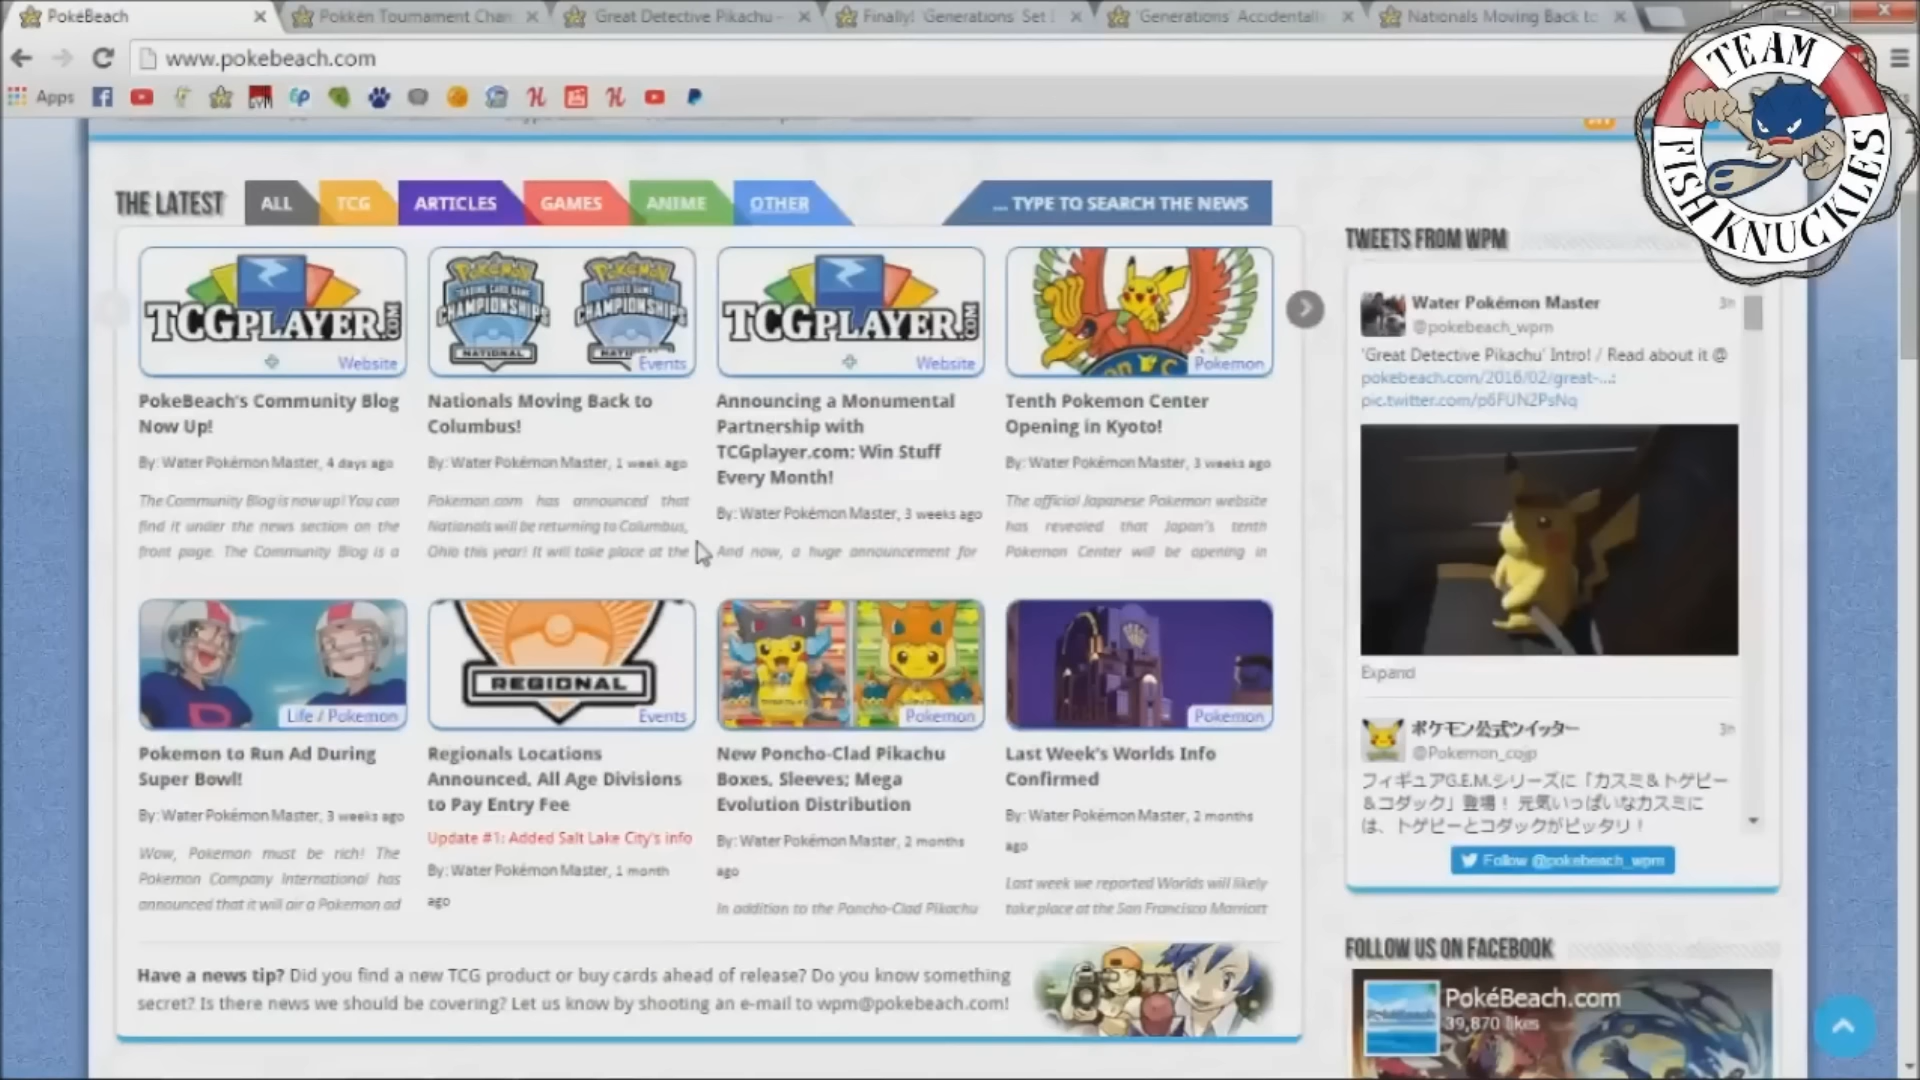 PokéBeach
Pokkén Tournament Cham
Great Detective Pikachu -
Finally! 'Generations' Set
'Generations' Accidentall
Nationals Moving Back to
www.pokebeach.com
Apps
TEAM
FISH KNUCKLES
THE LATEST
ALL
TCG
ARTICLES
GAMES
ANIME
OTHER
... TYPE TO SEARCH THE NEWS
TCGPLAYER.COM
Website
POKéMON
TRADING CARD GAME
CHAMPIONSHIPS
NATIONAL
POKéMON
VIDEO GAME
CHAMPIONSHIPS
Events
TCGPLAYER.COM
Website
Pokemon
PokeBeach's Community Blog
Now Up!
By: Water Pokémon Master, 4 days ago
The Community Blog is now up! You can
find it under the news section on the
front page. The Community Blog is a
Nationals Moving Back to
Columbus!
By: Water Pokémon Master, 1 week ago
Pokemon.com has announced that
Nationals will be returning to Columbus,
Ohio this year! It will take place at the
Announcing a Monumental
Partnership with
TCGplayer.com: Win Stuff
Every Month!
By: Water Pokémon Master, 3 weeks ago
And now, a huge announcement for
Tenth Pokemon Center
Opening in Kyoto!
By: Water Pokémon Master, 3 weeks ago
The official Japanese Pokemon website
has revealed that Japan's tenth
Pokemon Center will be opening in
Life / Pokemon
REGIONAL
Events
Pokemon
Pokemon
Pokemon to Run Ad During
Super Bowl!
By: Water Pokémon Master, 3 weeks ago
Wow, Pokemon must be rich! The
Pokemon Company International has
announced that it will air a Pokemon ad
Regionals Locations
Announced, All Age Divisions
to Pay Entry Fee
Update #1: Added Salt Lake City's info
By: Water Pokémon Master, 1 month
ago
New Poncho-Clad Pikachu
Boxes, Sleeves; Mega
Evolution Distribution
By: Water Pokémon Master, 2 months
ago
In addition to the Poncho-Clad Pikachu
Last Week's Worlds Info
Confirmed
By: Water Pokémon Master, 2 months
ago
Last week we reported Worlds will likely
take place at the San Francisco Marriott
Have a news tip? Did you find a new TCG product or buy cards ahead of release? Do you know something
secret? Is there news we should be covering? Let us know by shooting an e-mail to wpm@pokebeach.com!
TWEETS FROM WPM
Water Pokémon Master
3h
@pokebeach_wpm
'Great Detective Pikachu' Intro! / Read about it @
pokebeach.com/2016/02/great-...:
pic.twitter.com/p6FUN2PsNq
Expand
ポケモン公式ツイッター
3h
@Pokemon_cojp
フィギュアG.E.M.シリーズに「カスミ&トゲピー
&コダック」登場! 元気いっぱいなカスミに
は、トゲピーとコダックがピッタリ!
Follow @pokebeach_wpm
FOLLOW US ON FACEBOOK
PokéBeach.com
39,870 likes